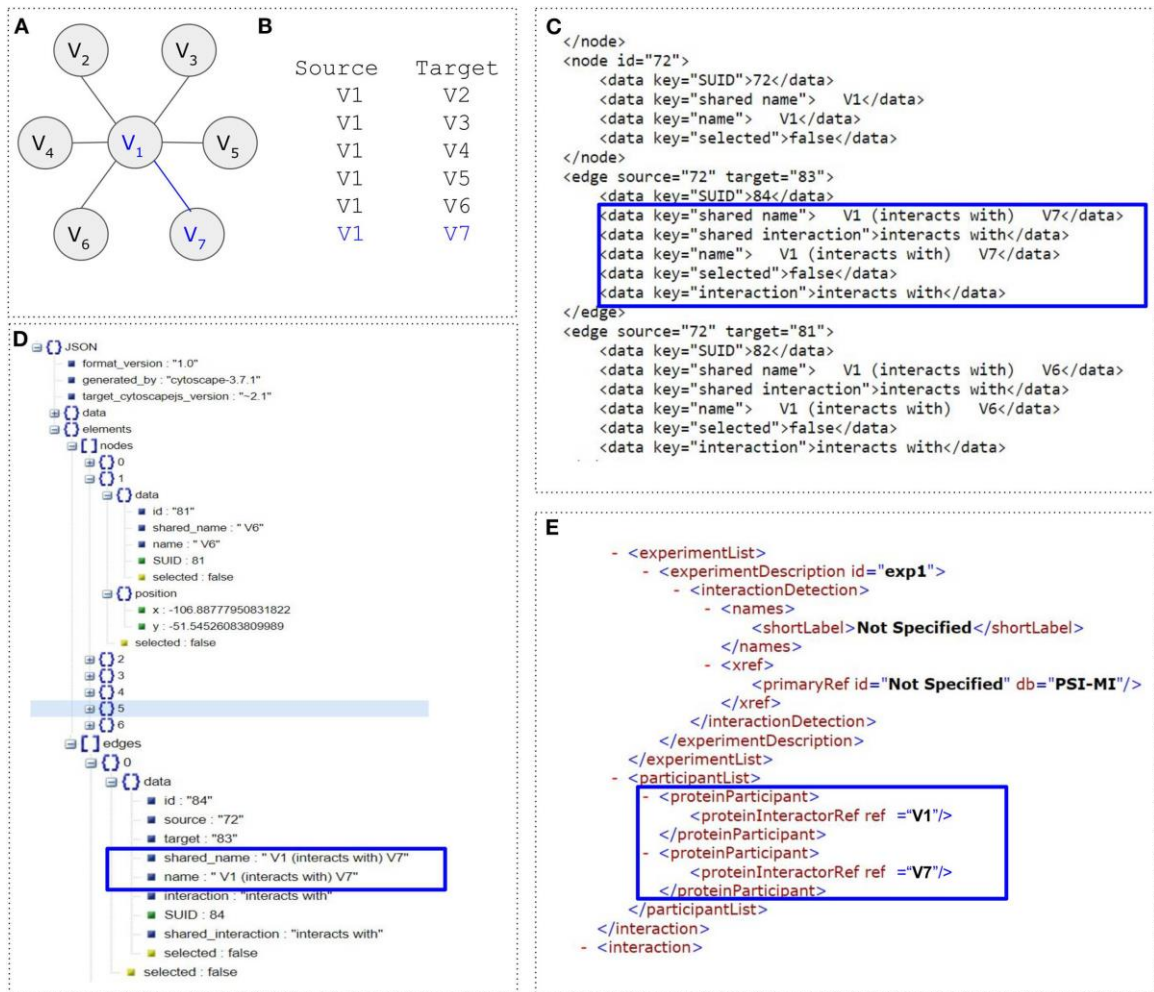 A
V2
V3
V4
V1
V5
V6
V7
B
Source Target
V1 V2
V1 V3
V1 V4
V1 V5
V1 V6
V1 V7
C
</node>
<node id="72">
<data key="SUID">72</data>
<data key="shared name"> V1</data>
<data key="name"> V1</data>
<data key="selected">false</data>
</node>
<edge source="72" target="83">
<data key="SUID">84</data>
<data key="shared name"> V1 (interacts with) V7</data>
<data key="shared interaction">interacts with</data>
<data key="name"> V1 (interacts with) V7</data>
<data key="selected">false</data>
<data key="interaction">interacts with</data>
</edge>
<edge source="72" target="81">
<data key="SUID">82</data>
<data key="shared name"> V1 (interacts with) V6</data>
<data key="shared interaction">interacts with</data>
<data key="name"> V1 (interacts with) V6</data>
<data key="selected">false</data>
<data key="interaction">interacts with</data>
D
{} JSON
format_version : "1.0"
generated_by : "cytoscape-3.7.1"
target_cytoscapejs_version : "~2.1"
{} data
{} elements
[] nodes
{} 0
{} 1
{} data
id : "81"
shared_name : " V6"
name : " V6"
SUID : 81
selected : false
{} position
x : -106.88777950831822
y : -51.54526083809989
selected : false
{} 2
{} 3
{} 4
{} 5
{} 6
[] edges
{} 0
{} data
id : "84"
source : "72"
target : "83"
shared_name : " V1 (interacts with) V7"
name : " V1 (interacts with) V7"
interaction : "interacts with"
SUID : 84
shared_interaction : "interacts with"
selected : false
selected : false
E
- <experimentList>
- <experimentDescription id="exp1">
- <interactionDetection>
- <names>
<shortLabel>Not Specified</shortLabel>
</names>
- <xref>
<primaryRef id="Not Specified" db="PSI-MI"/>
</xref>
</interactionDetection>
</experimentDescription>
</experimentList>
- <participantList>
- <proteinParticipant>
<proteinInteractorRef ref ="V1"/>
</proteinParticipant>
- <proteinParticipant>
<proteinInteractorRef ref ="V7"/>
</proteinParticipant>
</participantList>
</interaction>
- <interaction>